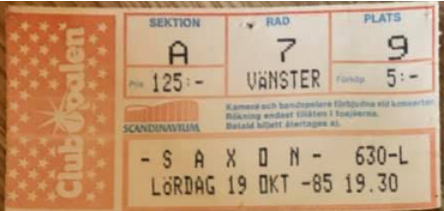 Club Opalen
SEKTION RAD PLATS
A 7 9
Pris 125:- VÄNSTER Förköp 5:-
SCANDINAVIUM
Kamera och bandspelare förbjudna vid konserter.
Rökning endast tillåten i foajéerna.
Betald biljett återtages ej.
- S A X O N - 630-L
LÖRDAG 19 OKT -85 19.30